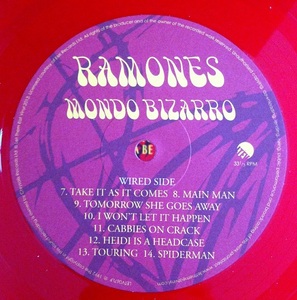 RAMONES
MONDO BIZARRO
BE
33⅓ RPM
WIRED SIDE
7. TAKE IT AS IT COMES 8. MAIN MAN
9. TOMORROW SHE GOES AWAY
10. I WON'T LET IT HAPPEN
11. CABBIES ON CRACK
12. HEIDI IS A HEADCASE
13. TOURING 14. SPIDERMAN